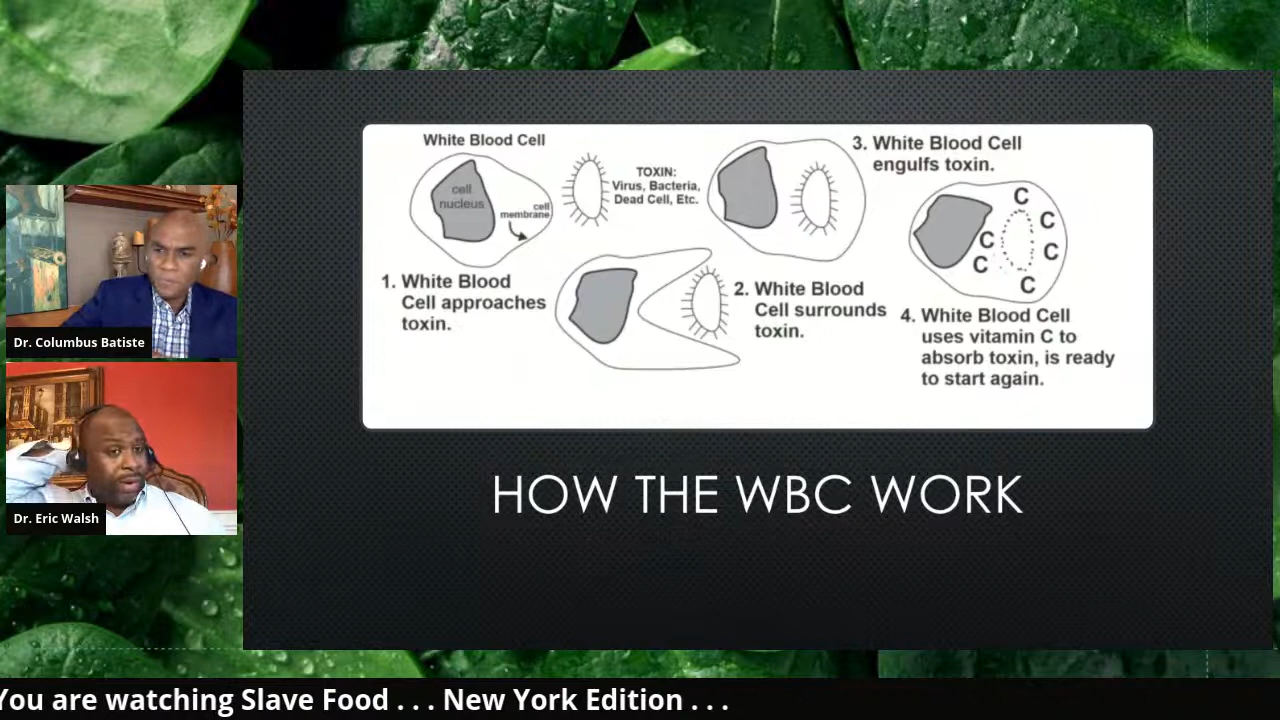 White Blood Cell
cell
nucleus
cell
membrane
TOXIN:
Virus, Bacteria,
Dead Cell, Etc.
1. White Blood
Cell approaches
toxin.
2. White Blood
Cell surrounds
toxin.
3. White Blood Cell
engulfs toxin.
C
C
C
C
C
C
4. White Blood Cell
uses vitamin C to
absorb toxin, is ready
to start again.
HOW THE WBC WORK
Dr. Columbus Batiste
Dr. Eric Walsh
You are watching Slave Food . . . New York Edition . . .